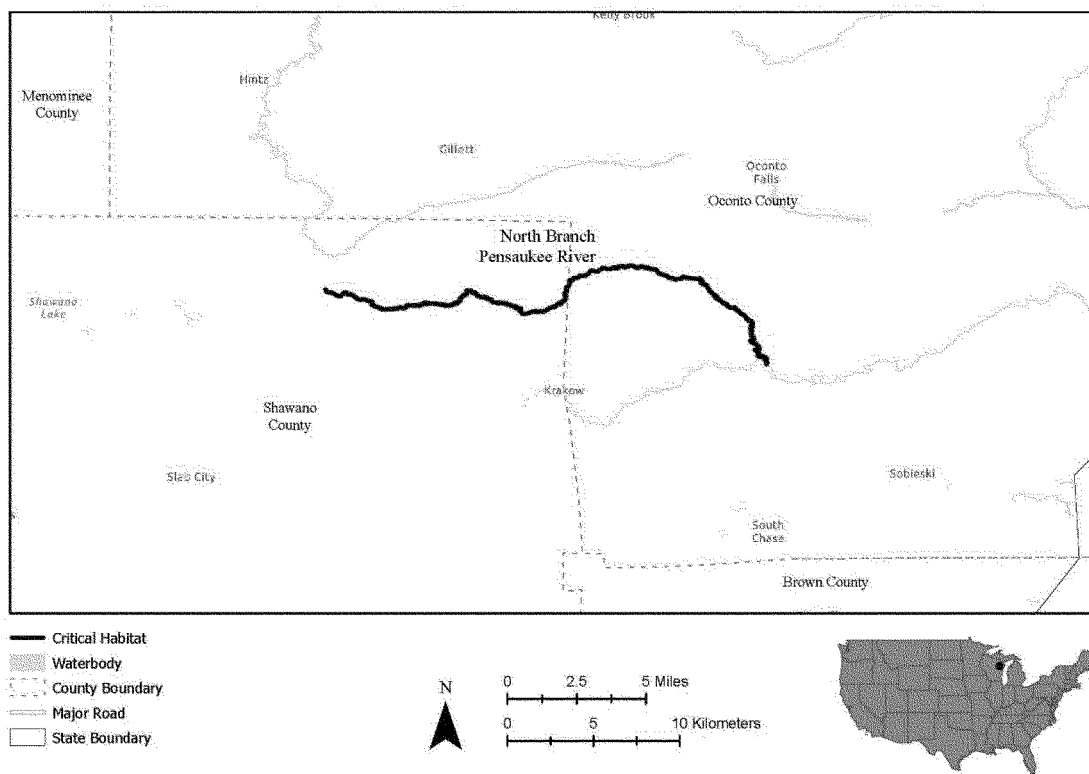 Kelly Brook
Hintz
Menominee
County
Gillett
Oconto
Falls
Oconto County
North Branch
Pensaukee River
Shawano
Lake
Krakow
Shawano
County
Slab City
Sobieski
South
Chase
Brown County
Critical Habitat
Waterbody
County Boundary
Major Road
State Boundary
N
0 2.5 5 Miles
0 5 10 Kilometers